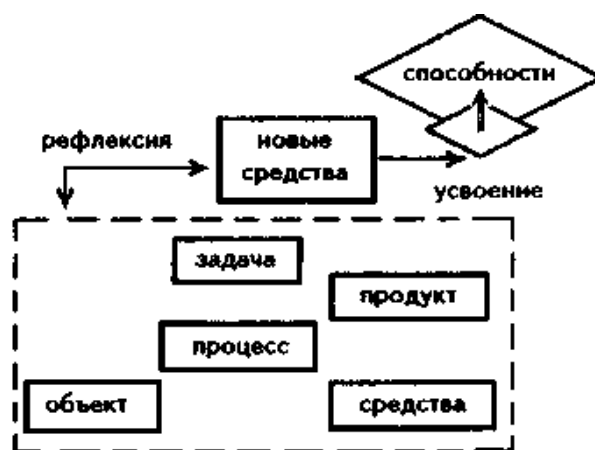 способности
рефлексия
новые
средства
усвоение
задача
продукт
процесс
объект
средства